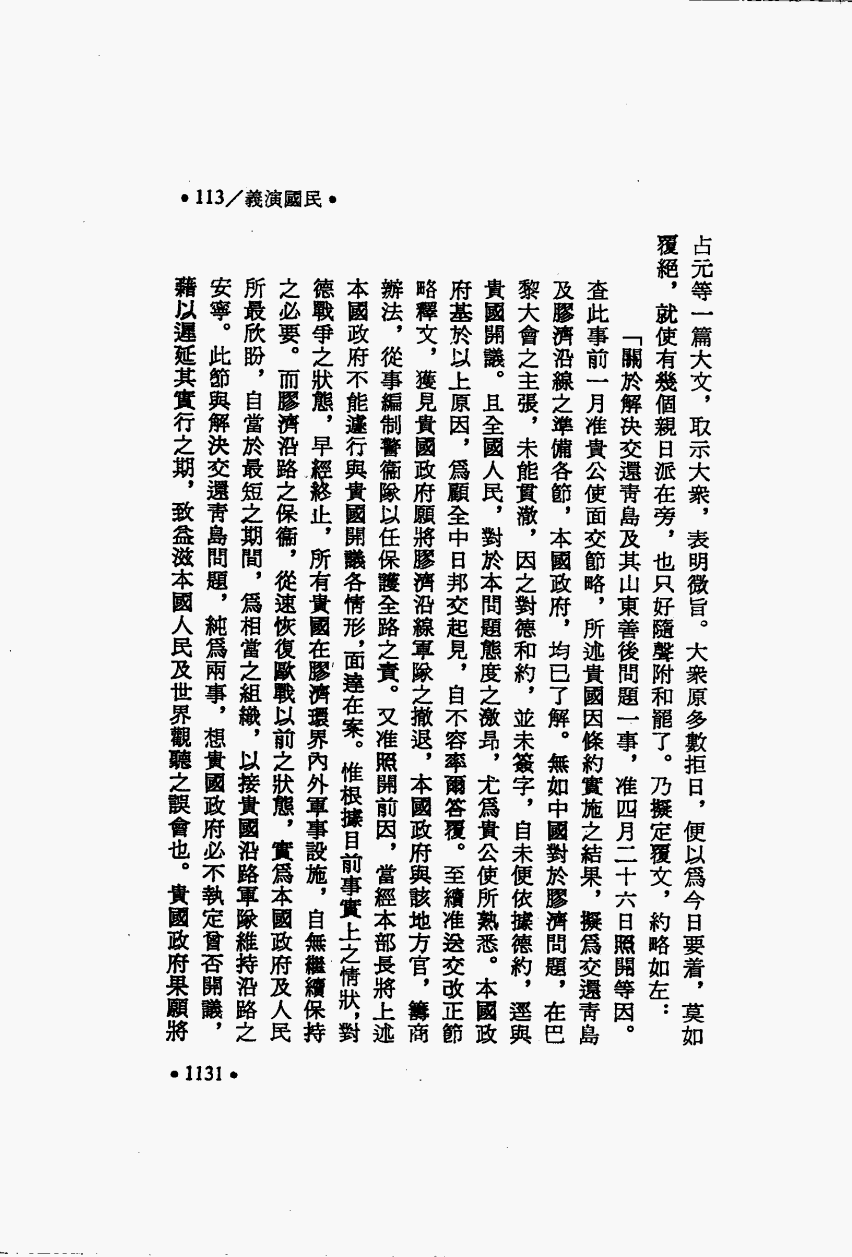 •113/義演國民•
占元等一篇大文，取示大衆，表明微旨。大衆原多數拒日，便以爲今日要着，莫如
覆絕，就使有幾個親日派在旁，也只好隨聲附和罷了。乃擬定覆文，約略如左：
「關於解決交還靑島及其山東善後問題一事，准四月二十六日照開等因。
查此事前一月准貴公使面交節略，所述貴國因條約實施之結果，擬爲交還靑島
及膠濟沿線之準備各節，本國政府，均已了解。無如中國對於膠濟問題，在巴
黎大會之主張，未能貫澈，因之對德和約，並未簽字，自未便依據德約，逕與
貴國開議。且全國人民，對於本問題態度之激昂，尤爲貴公使所熟悉。本國政
府基於以上原因，爲顧全中日邦交起見，自不容率爾答覆。至續准送交改正節
略釋文，獲見貴國政府願將膠濟沿線軍隊之撤退，本國政府與該地方官，籌商
辦法，從事編制警衞隊以任保護全路之責。又准照開前因，當經本部長將上述
本國政府不能遽行與貴國開議各情形，面達在案。惟根據目前事實上之情狀，對
德戰爭之狀態，早經終止，所有貴國在膠濟環界內外軍事設施，自無繼續保持
之必要。而膠濟沿路之保衞，從速恢復歐戰以前之狀態，實爲本國政府及人民
所最欣盼，自當於最短之期間，爲相當之組織，以接貴國沿路軍隊維持沿路之
安寧。此節與解決交還靑島問題，純爲兩事，想貴國政府必不執定曾否開議，
藉以遲延其實行之期，致益滋本國人民及世界觀聽之誤會也。貴國政府果願將
•1131•